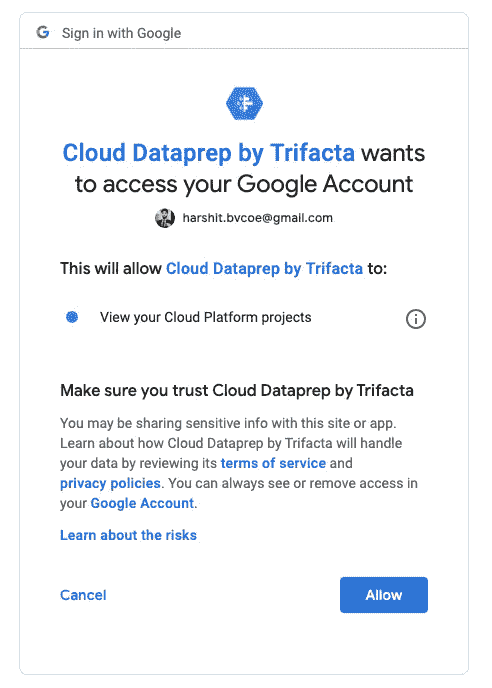 Sign in with Google
Cloud Dataprep by Trifacta wants
to access your Google Account
harshit.bvcoe@gmail.com
This will allow Cloud Dataprep by Trifacta to:
View your Cloud Platform projects
Make sure you trust Cloud Dataprep by Trifacta
You may be sharing sensitive info with this site or app.
Learn about how Cloud Dataprep by Trifacta will handle
your data by reviewing its terms of service and
privacy policies. You can always see or remove access in
your Google Account.
Learn about the risks
Cancel
Allow